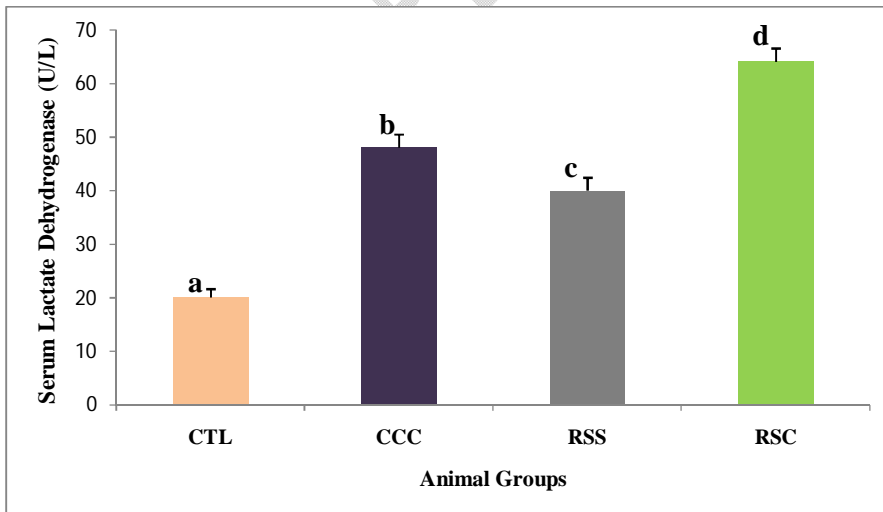 Serum Lactate Dehydrogenase (U/L)
70
60
50
40
30
20
10
0
a
b
c
d
CTL
CCC
RSS
RSC
Animal Groups